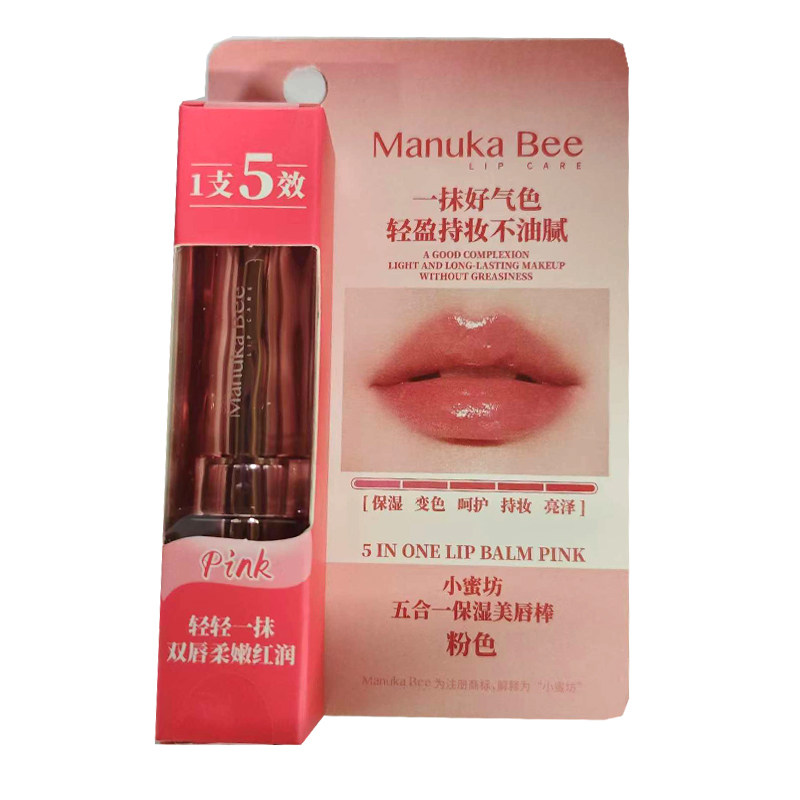 1支5效
Manuka Bee
LIP CARE
Pink
轻轻一抹
双唇柔嫩红润
Manuka Bee
LIP CARE
一抹好气色
轻盈持妆不油腻
A GOOD COMPLEXION
LIGHT AND LONG-LASTING MAKEUP
WITHOUT GREASINESS
[保湿 变色 呵护 持妆 亮泽]
5 IN ONE LIP BALM PINK
小蜜坊
五合一保湿美唇棒
粉色
Manuka Bee 为注册商标,解释为“小蜜坊”